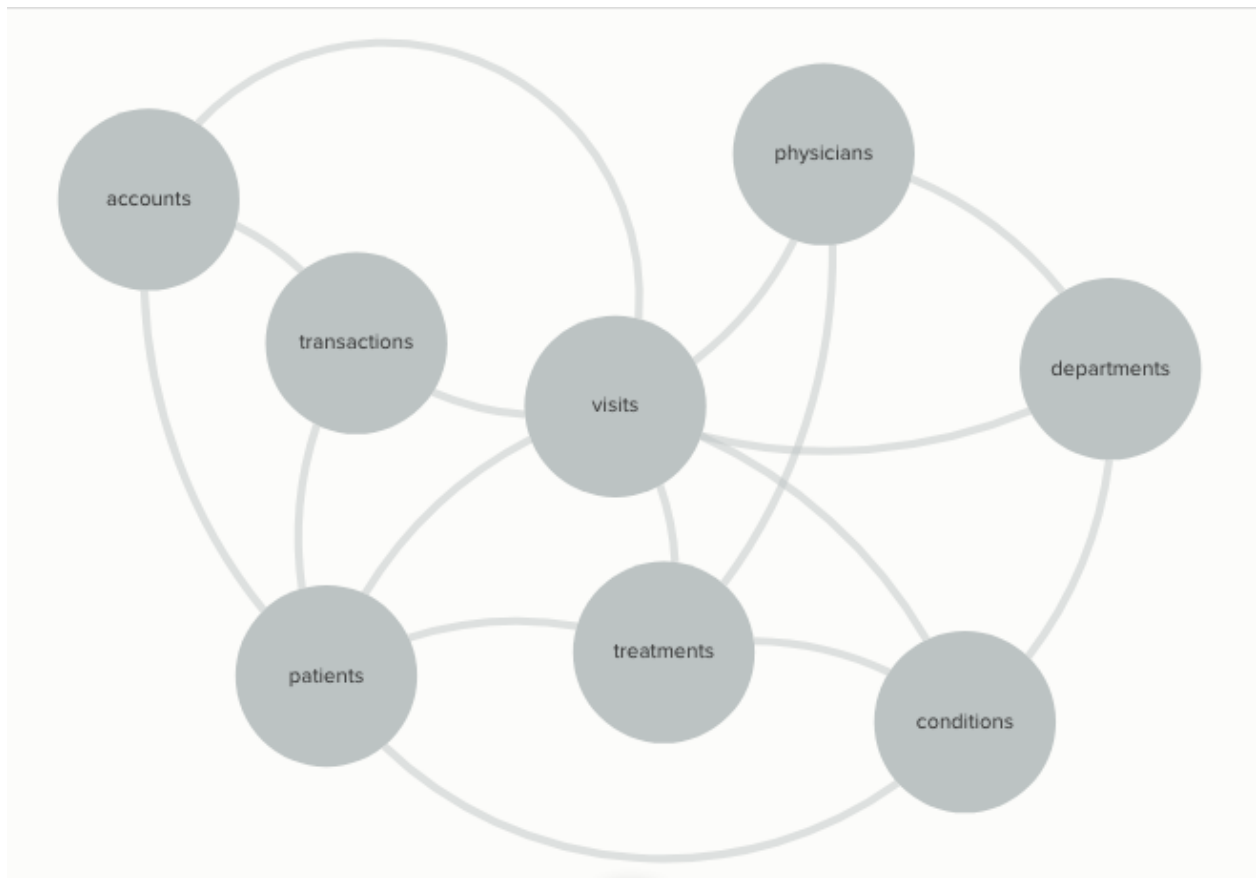 physicians
accounts
transactions
departments
visits
treatments
patients
conditions